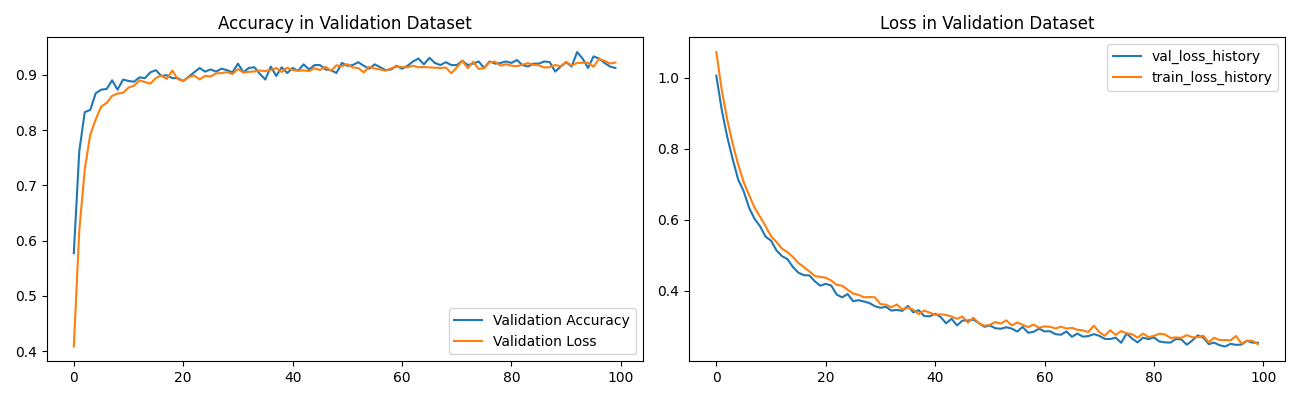 Accuracy in Validation Dataset
0.9
0.8
0.7
0.6
0.5
0.4
Validation Accuracy
Validation Loss
0 20 40 60 80 100
Loss in Validation Dataset
val_loss_history
train_loss_history
1.0
0.8
0.6
0.4
0 20 40 60 80 100